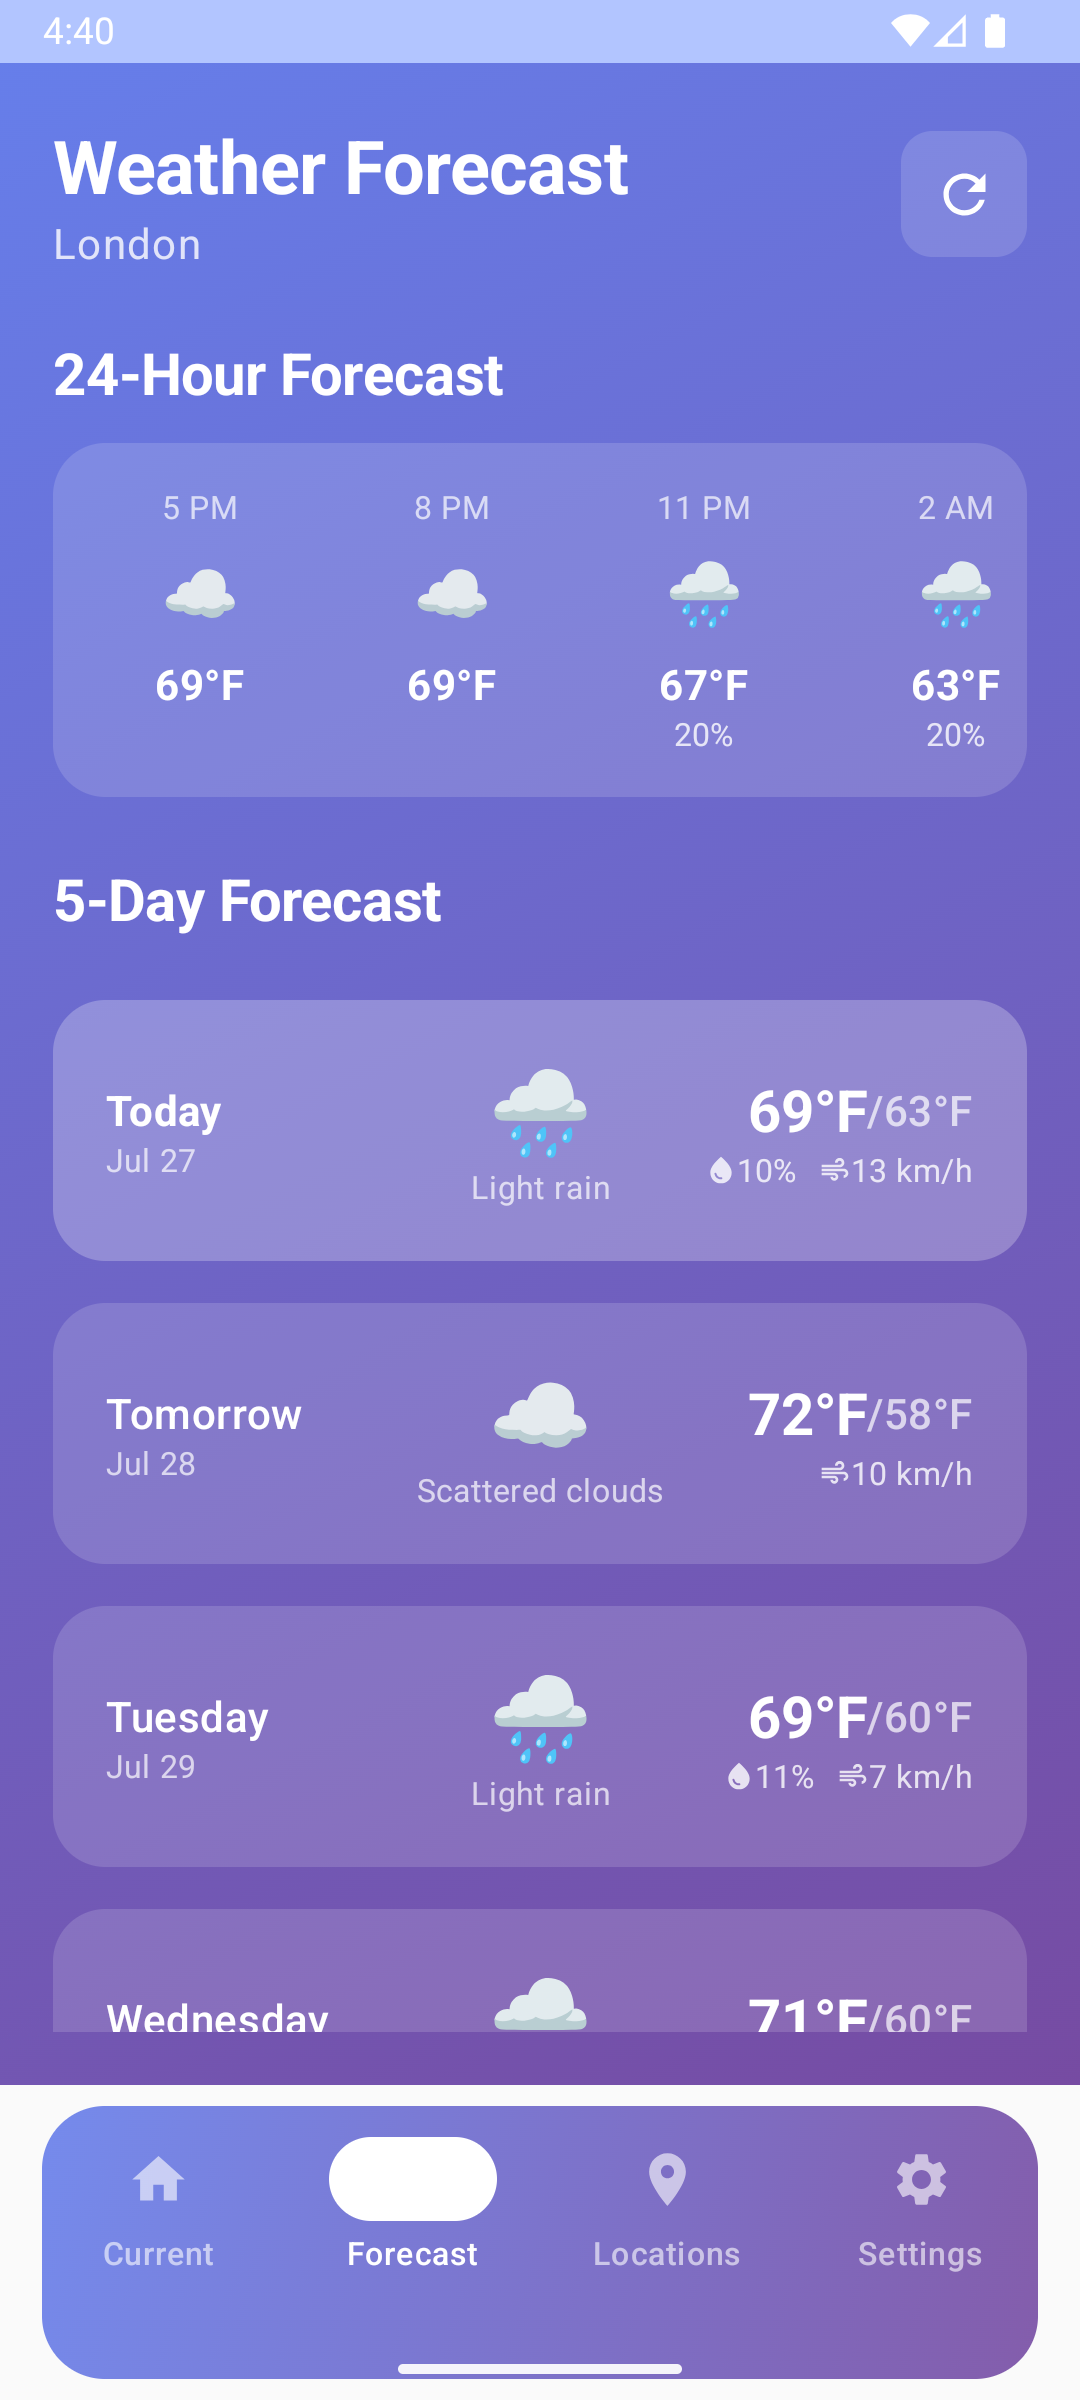 4:40
Weather Forecast
London
24-Hour Forecast
5 PM 8 PM 11 PM 2 AM
69°F 69°F 67°F 63°F
20% 20%
5-Day Forecast
Today
Jul 27
Light rain
69°F/63°F
10% 13 km/h
Tomorrow
Jul 28
Scattered clouds
72°F/58°F
10 km/h
Tuesday
Jul 29
Light rain
69°F/60°F
11% 7 km/h
Wednesday
71°F/60°F
Current Forecast Locations Settings